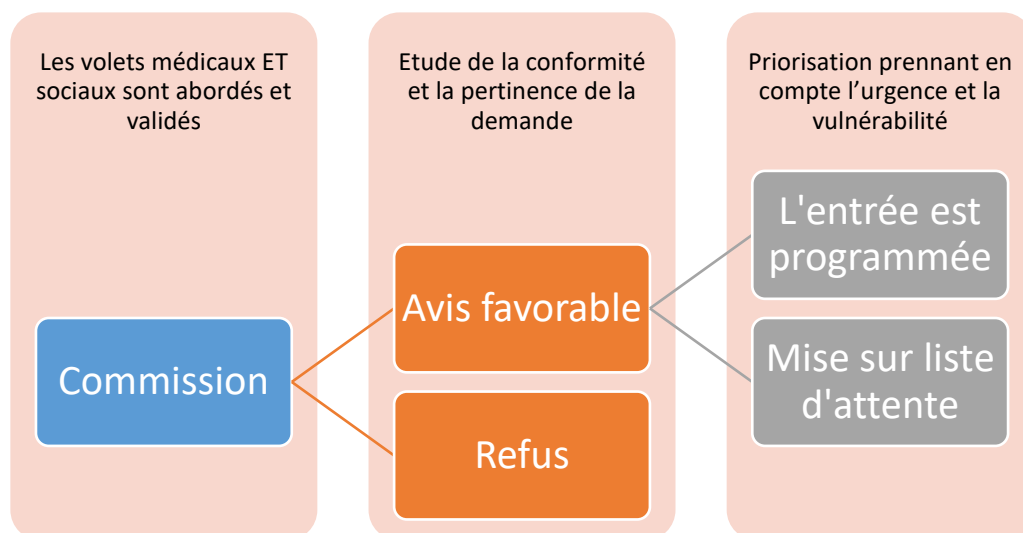 Les volets médicaux ET
sociaux sont abordés et
validés
Commission
Etude de la conformité
et la pertinence de la
demande
Avis favorable
Refus
Priorisation prennant en
compte l’urgence et la
vulnérabilité
L'entrée est
programmée
Mise sur liste
d'attente